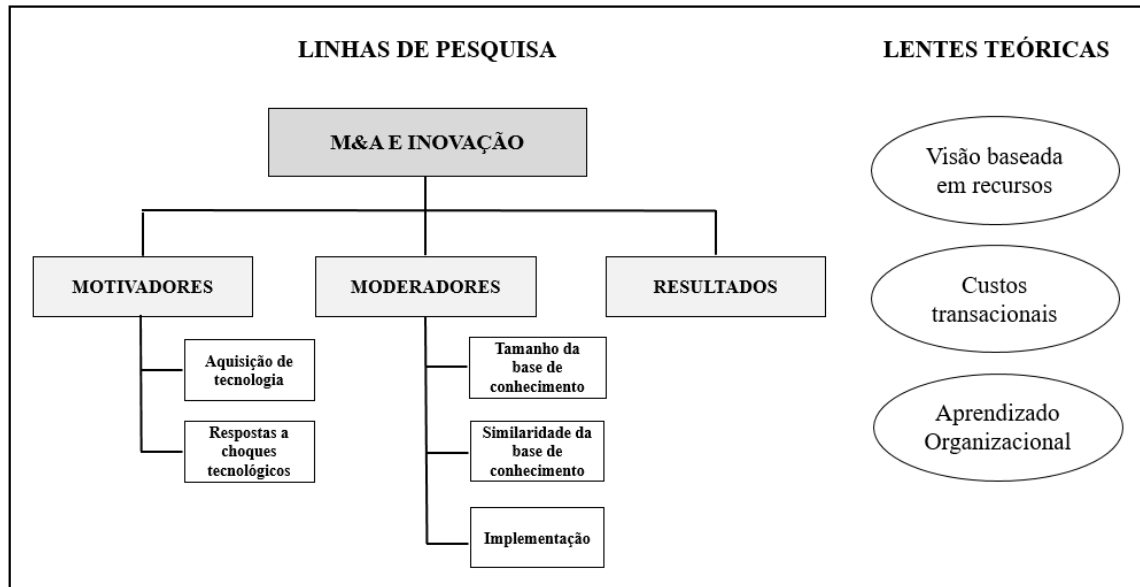 LINHAS DE PESQUISA
LENTES TEÓRICAS
M&A E INOVAÇÃO
MOTIVADORES
Aquisição de
tecnologia
Respostas a
choques
tecnológicos
MODERADORES
Tamanho da
base de
conhecimento
Similaridade da
base de
conhecimento
Implementação
RESULTADOS
Visão baseada
em recursos
Custos
transacionais
Aprendizado
Organizacional